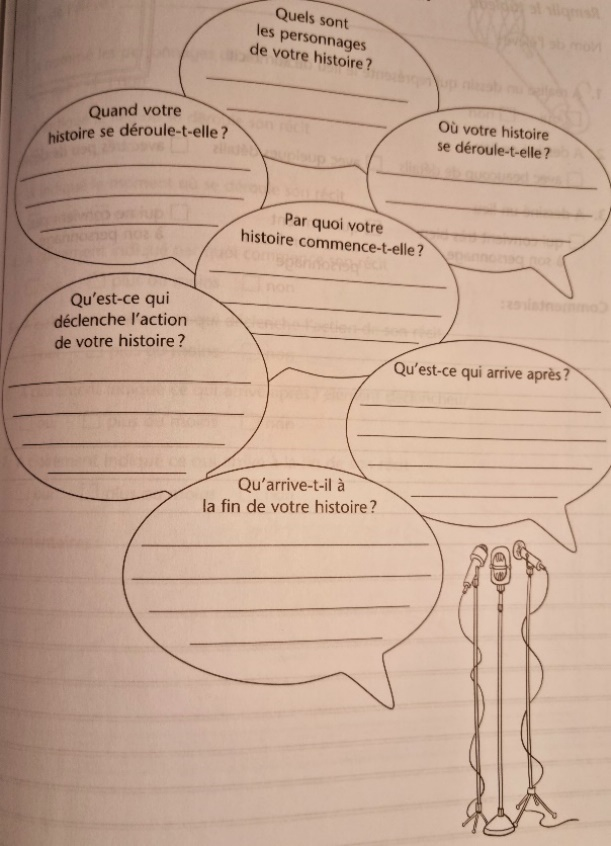 Quels sont
les personnages
de votre histoire ?
Quand votre
histoire se déroule-t-elle ?
Où votre histoire
se déroule-t-elle ?
Par quoi votre
histoire commence-t-elle ?
Qu'est-ce qui
déclenche l'action
de votre histoire ?
Qu'est-ce qui arrive après ?
Qu'arrive-t-il à
la fin de votre histoire ?